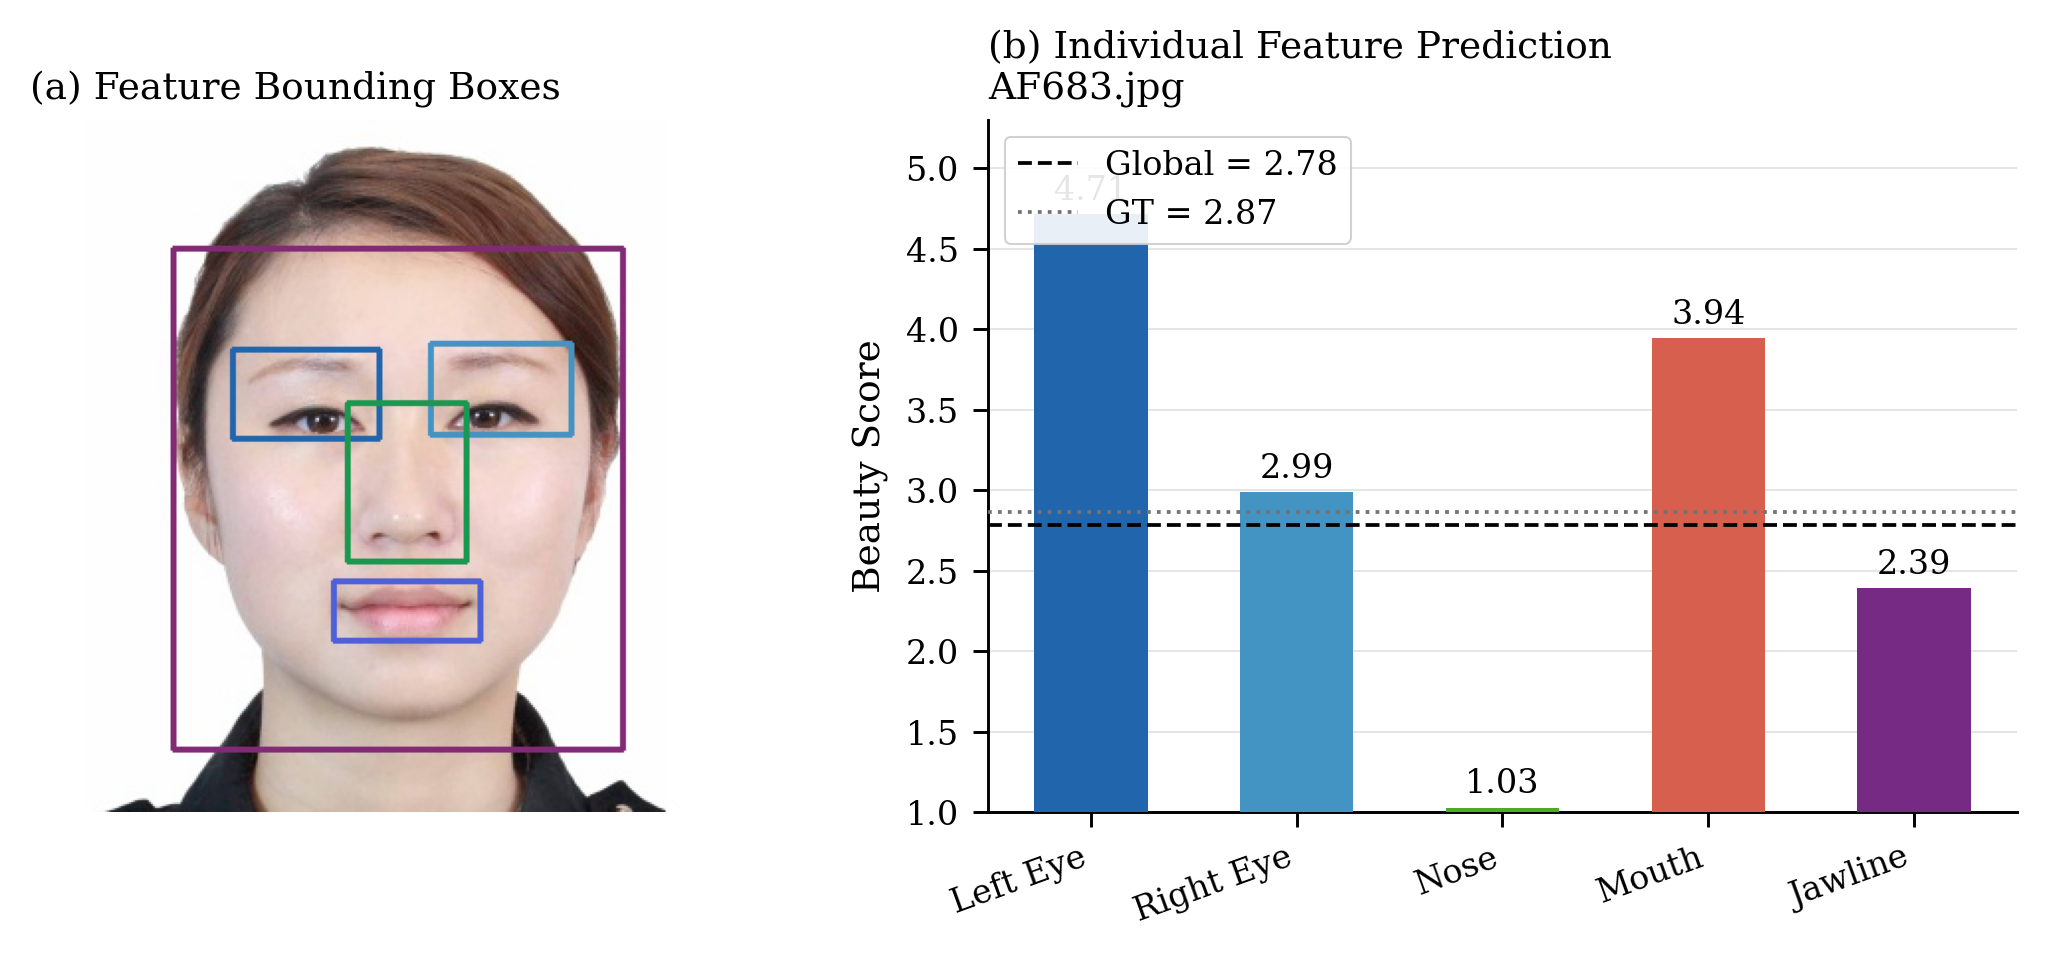 (a) Feature Bounding Boxes
(b) Individual Feature Prediction
AF683.jpg
Global = 2.78
GT = 2.87
Beauty Score
5.0
4.5
4.0
3.5
3.0
2.5
2.0
1.5
1.0
4.71
2.99
1.03
3.94
2.39
Left Eye
Right Eye
Nose
Mouth
Jawline